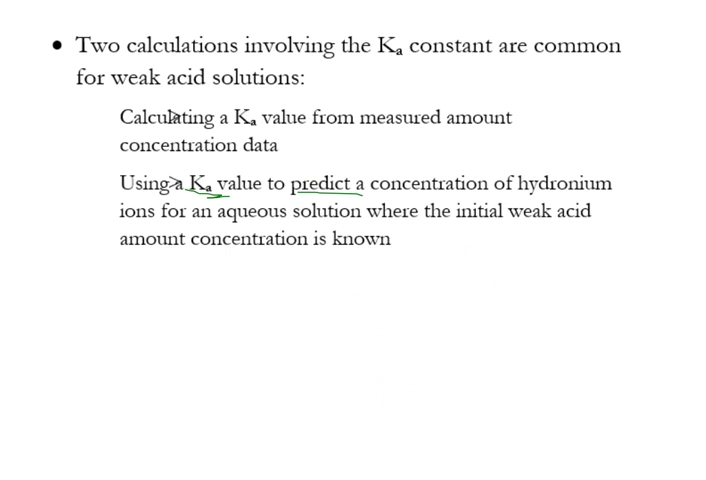 • Two calculations involving the Kₐ constant are common
for weak acid solutions:
Calculating a Kₐ value from measured amount
concentration data
Using a Kₐ value to predict a concentration of hydronium
ions for an aqueous solution where the initial weak acid
amount concentration is known